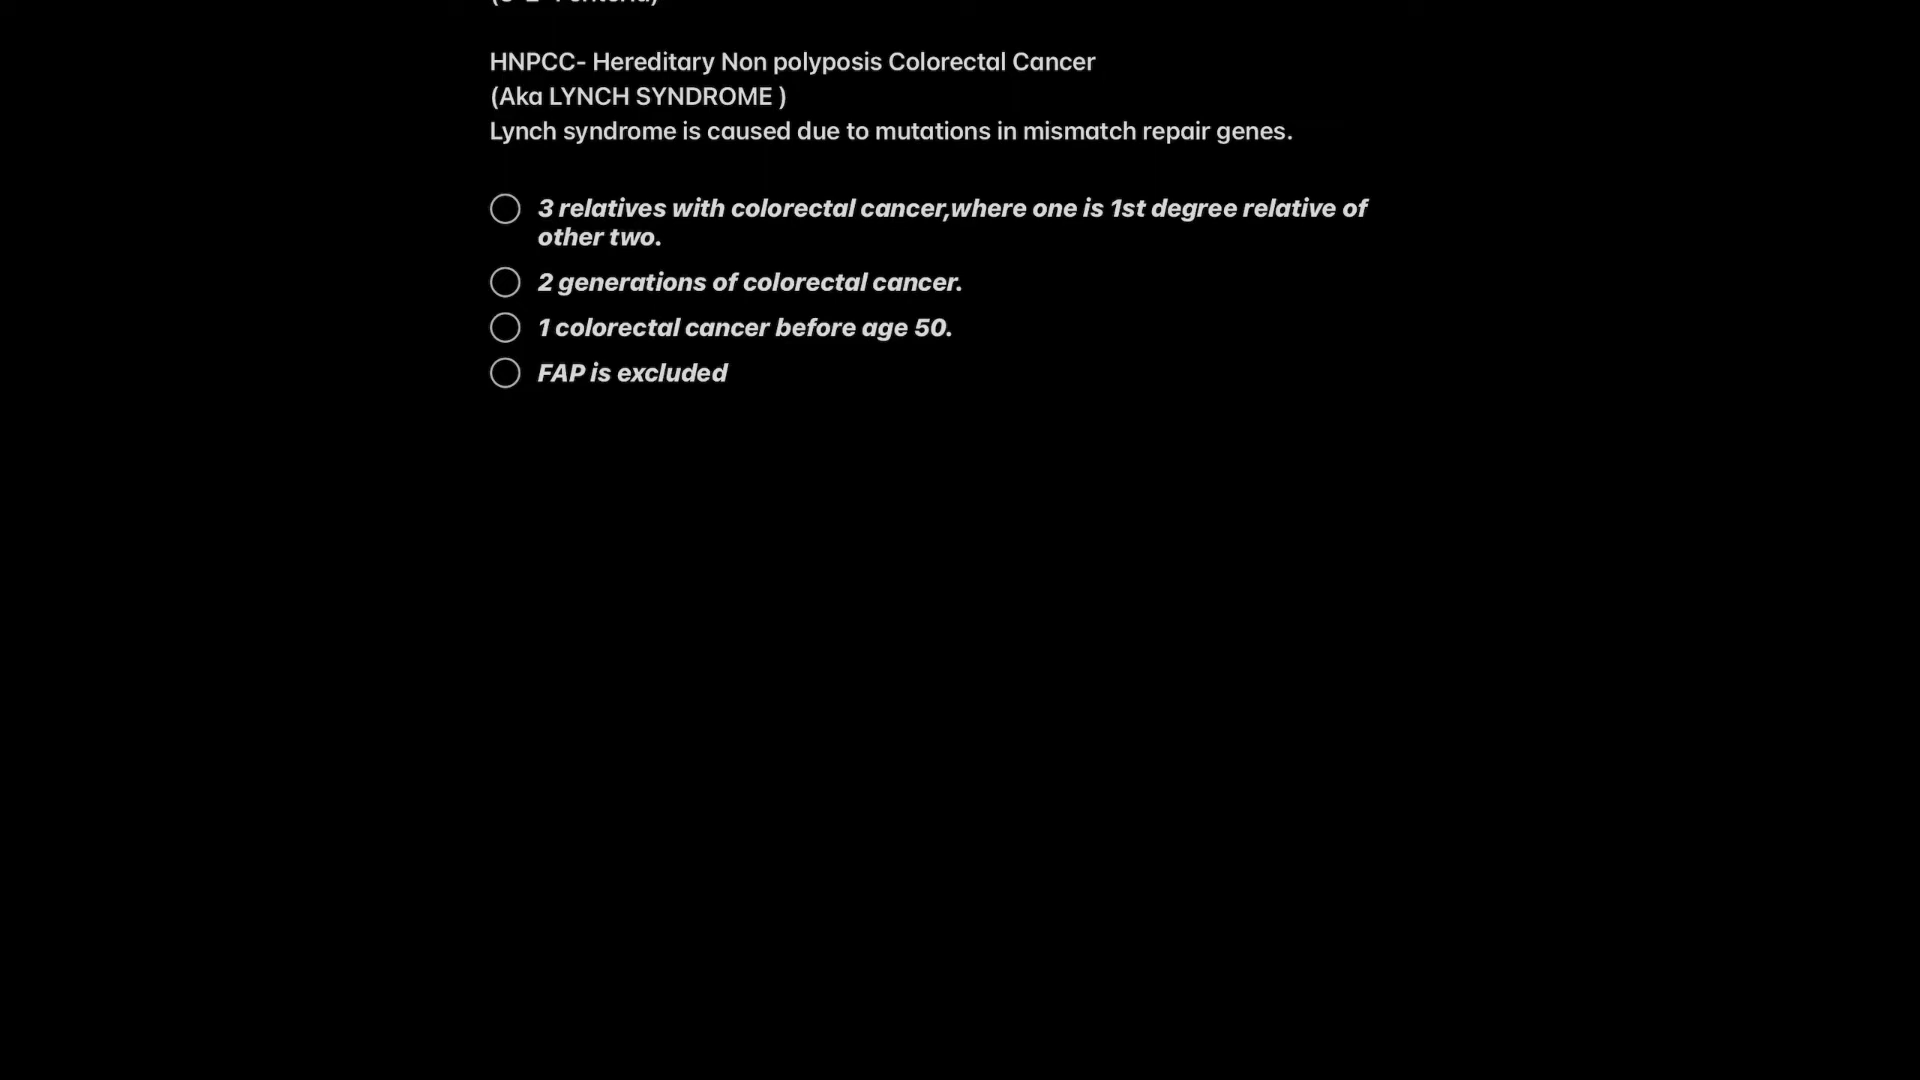 HNPCC- Hereditary Non polyposis Colorectal Cancer
(Aka LYNCH SYNDROME )
Lynch syndrome is caused due to mutations in mismatch repair genes.
3 relatives with colorectal cancer,where one is 1st degree relative of
other two.
2 generations of colorectal cancer.
1 colorectal cancer before age 50.
FAP is excluded